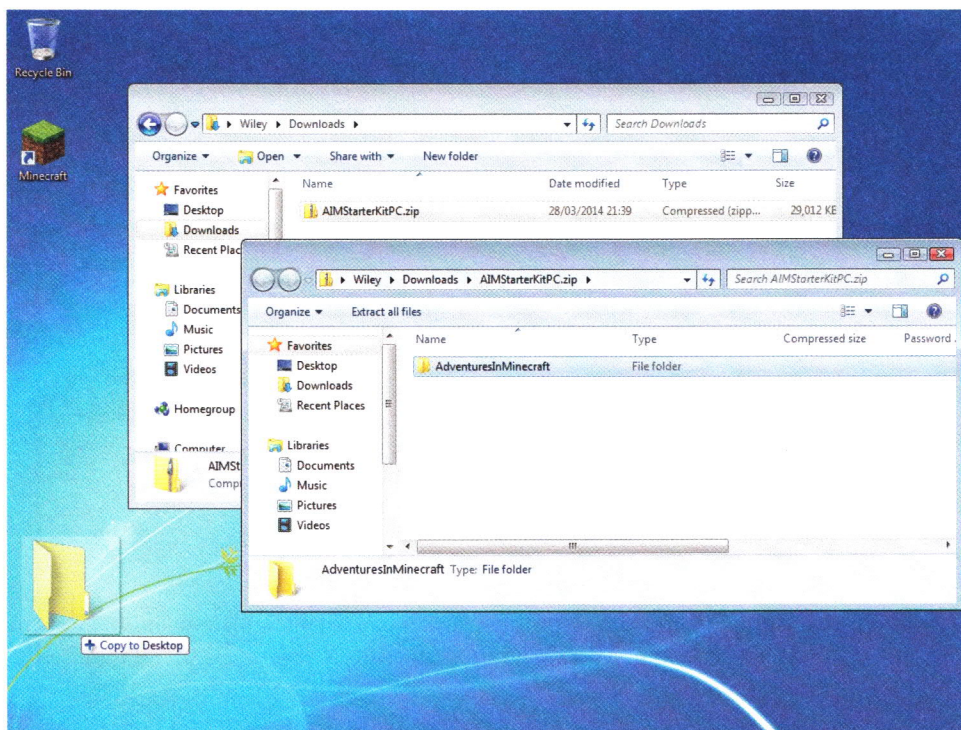 Recycle Bin
Minecraft
Wiley Downloads
Search Downloads
Organize Open Share with New folder
Favorites
Desktop
Downloads
Recent Plac
Libraries
Documents
Music
Pictures
Videos
Homegroup
Computer
Name Date modified Type Size
AIMStarterKitPC.zip 28/03/2014 21:39 Compressed (zipp... 29,012 KB
AIMSt
Comp
Wiley Downloads AIMStarterKitPC.zip
Search AIMStarterKitPC.zip
Organize Extract all files
Favorites
Desktop
Downloads
Recent Places
Libraries
Documents
Music
Pictures
Videos
Name Type Compressed size Password
AdventuresInMinecraft File folder
AdventuresInMinecraft Type: File folder
Copy to Desktop